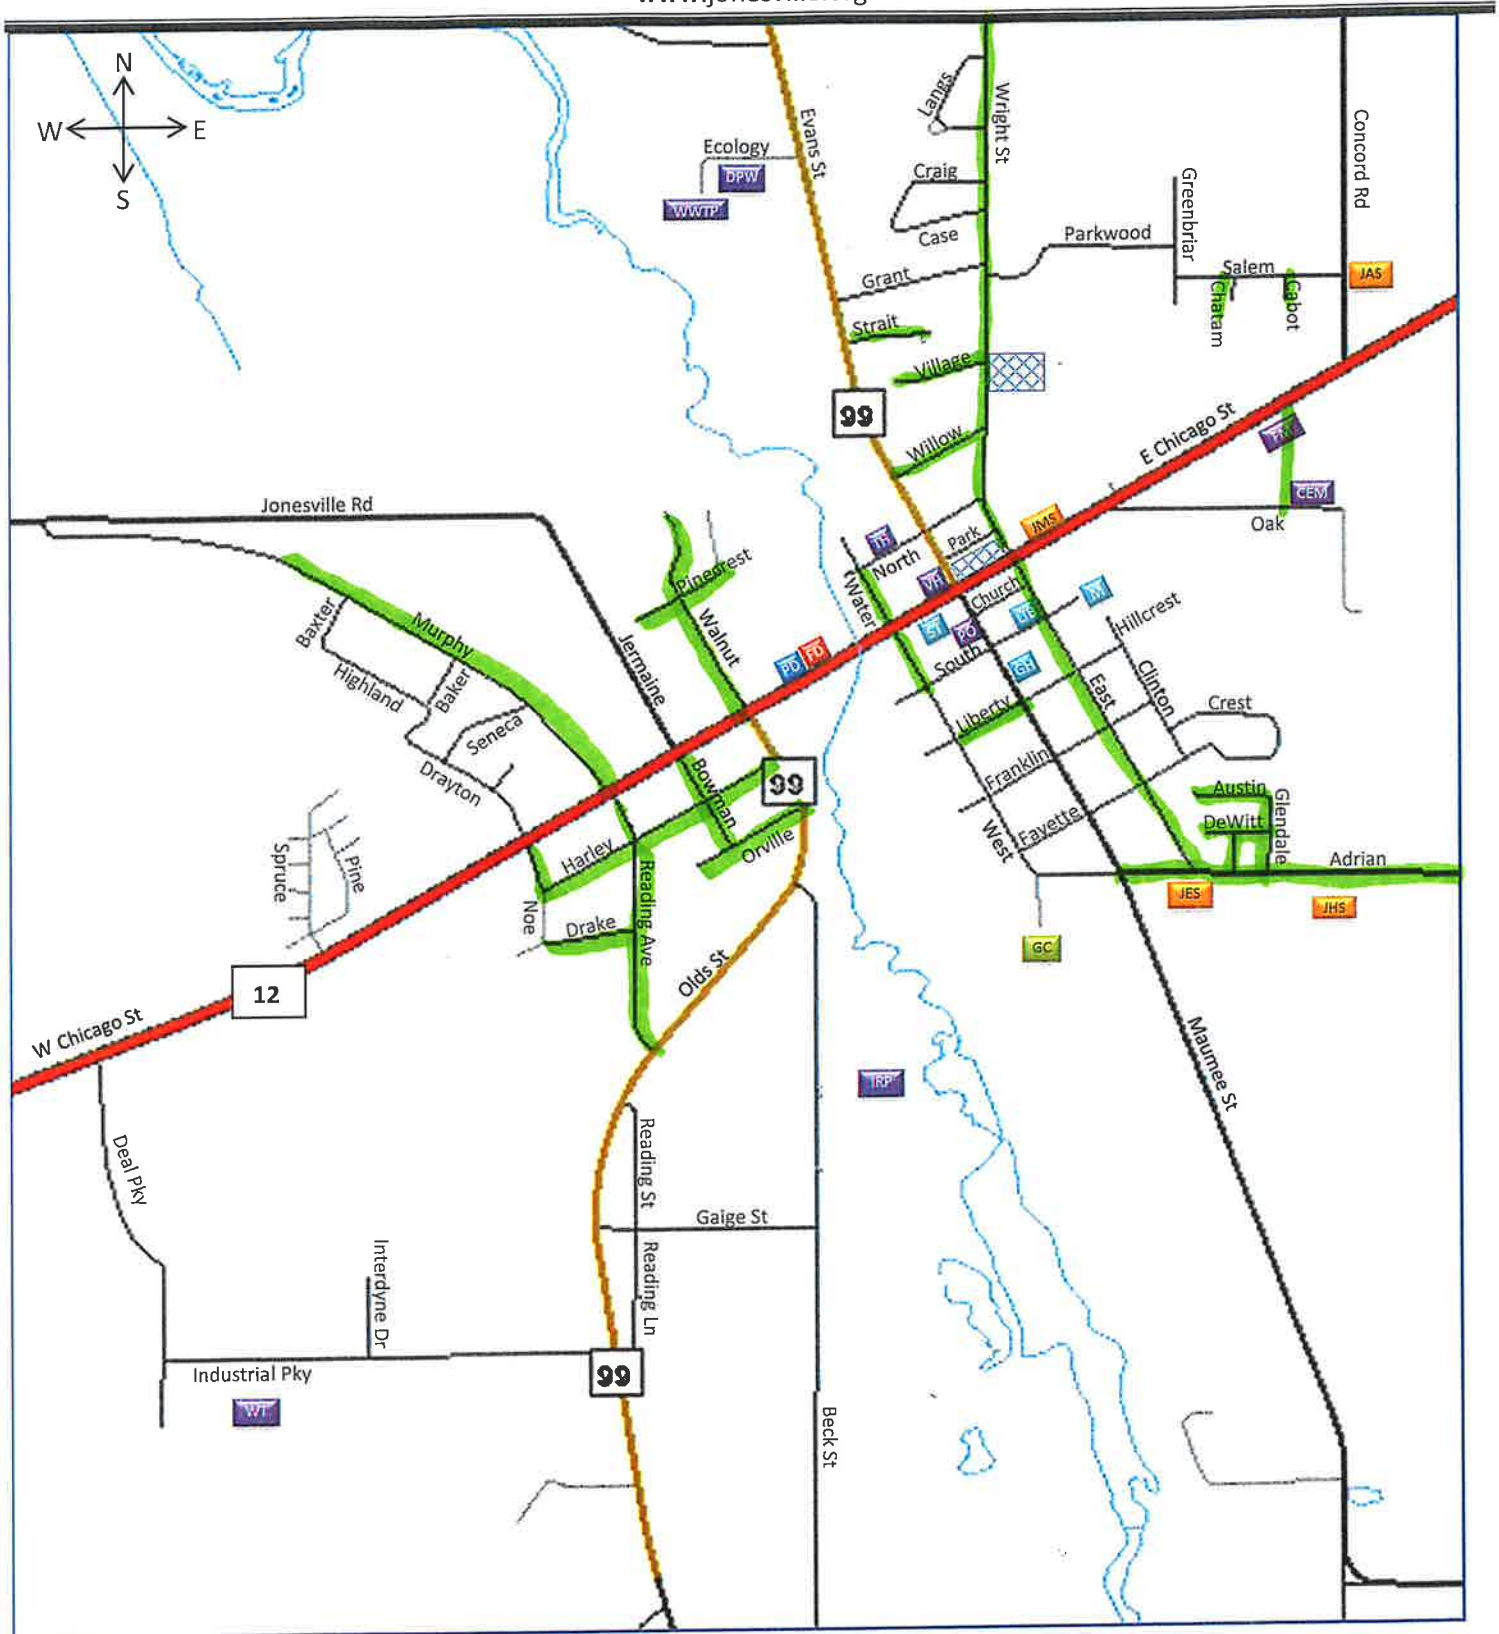 N
W
E
S
Langs
Wright St
Evans St
Concord Rd
Ecology
DPW
WWTP
Craig
Case
Greenbriar
Parkwood
Grant
Salem
JAS
Chatam
Cabot
Strait
Village
99
Willow
E Chicago St
CEM
Oak
Jonesville Rd
JMS
TH
North
Park
Pinecrest
VH
Water
Church
Baxter
Murphy
Walnut
ST
PO
LIB
Hillcrest
Jermaine
PD
FD
South
GH
Highland
Baker
Clinton
East
Liberty
Crest
Seneca
Drayton
Bowman
99
Franklin
Austin
Glendale
DeWitt
Fayette
West
Orville
Harley
Spruce
Pine
Reading Ave
Adrian
JES
JHS
Noe
Drake
GC
Olds St
12
W Chicago St
Maumee St
IRP
Deal Pky
Reading St
Gaige St
Interdyne Dr
Reading Ln
Industrial Pky
99
WT
Beck St